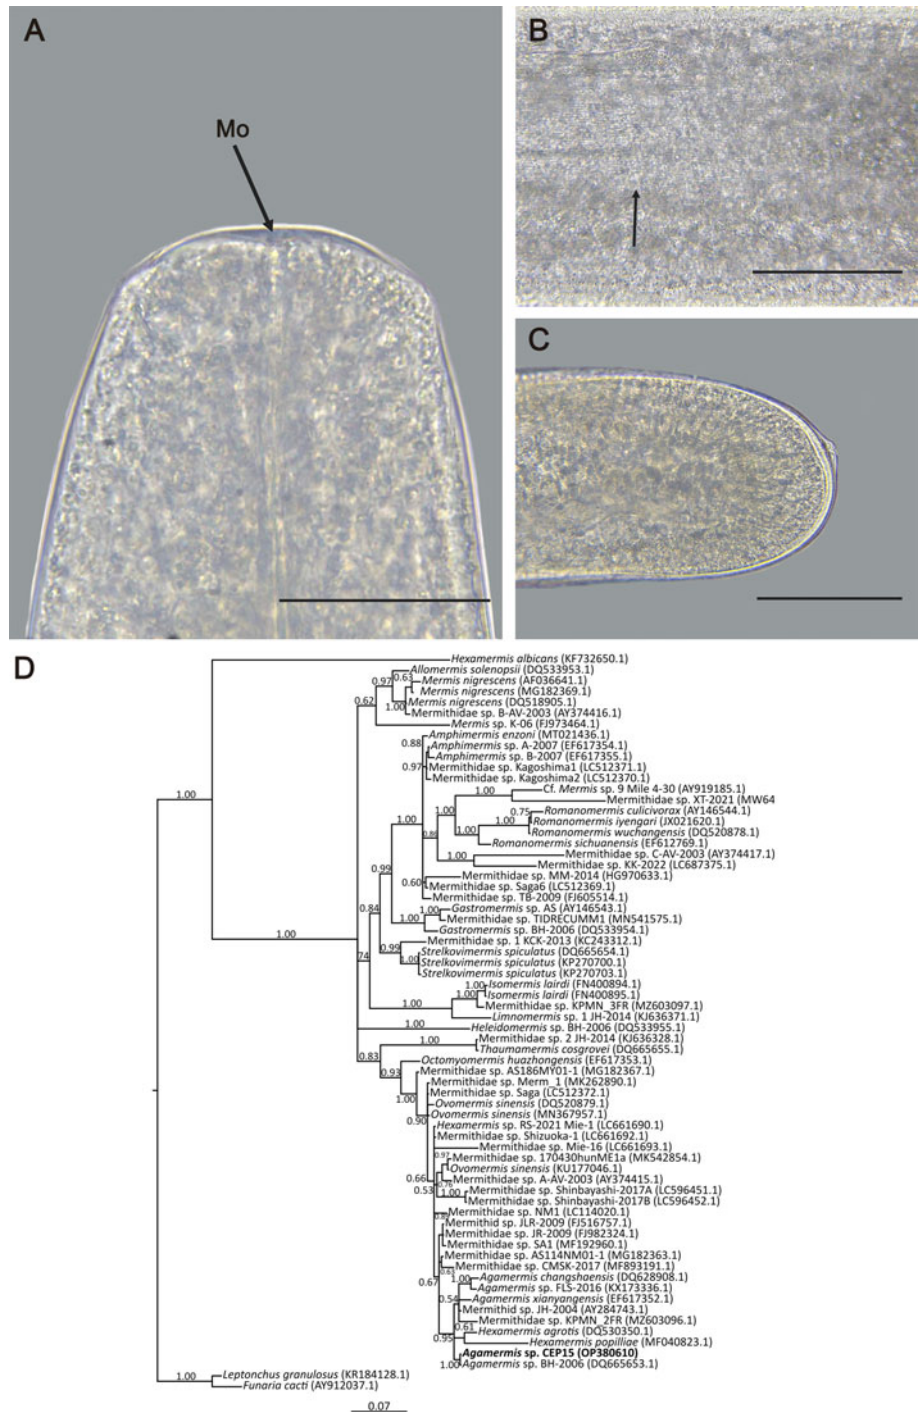 A
Mo
B
C
D
Hexamermis albicans (KF732650.1)
Allomermis solenopsii (DQ533953.1)
0.97
0.63
Mermis nigrescens (AF036641.1)
Mermis nigrescens (MG182369.1)
Mermis nigrescens (DQ518905.1)
1.00
Mermithidae sp. B-AV-2003 (AY374416.1)
0.62
Mermis sp. K-06 (FJ973464.1)
Amphimermis enzoni (MT021436.1)
0.88
Amphimermis sp. A-2007 (EF617354.1)
Amphimermis sp. B-2007 (EF617355.1)
0.97
Mermithidae sp. Kagoshima1 (LC512371.1)
Mermithidae sp. Kagoshima2 (LC512370.1)
1.00
Cf. Mermis sp. 9 Mile 4-30 (AY919185.1)
1.00
Mermithidae sp. XT-2021 (MW64
1.00
0.75
Romanomermis culicivorax (AY146544.1)
1.00
Romanomermis iyengari (JX021620.1)
1.00
Romanomermis wuchangensis (DQ520878.1)
1.00
Romanomermis sichuanensis (EF612769.1)
Mermithidae sp. C-AV-2003 (AY374417.1)
1.00
Mermithidae sp. KK-2022 (LC687375.1)
Mermithidae sp. MM-2014 (HG970633.1)
0.60
Mermithidae sp. Saga6 (LC512369.1)
Mermithidae sp. TB-2009 (FJ605514.1)
0.99
Gastromermis sp. AS (AY146543.1)
1.00
Mermithidae sp. TIDRECUMM1 (MN541575.1)
1.00
Gastromermis sp. BH-2006 (DQ533954.1)
0.84
Mermithidae sp. 1 KCK-2013 (KC243312.1)
0.99
Strelkovimermis spiculatus (DQ665654.1)
1.00
Strelkovimermis spiculatus (KP270700.1)
Strelkovimermis spiculatus (KP270703.1)
1.00
74
Isomermis lairdi (FN400894.1)
1.00
Isomermis lairdi (FN400895.1)
1.00
Mermithidae sp. KPMN_3FR (MZ603097.1)
1.00
Limnomermis sp. 1 JH-2014 (KJ636371.1)
1.00
Heleidomermis sp. BH-2006 (DQ533955.1)
1.00
Mermithidae sp. 2 JH-2014 (KJ636328.1)
Thaumamermis cosgrovei (DQ665655.1)
0.83
Octomyomermis huazhongensis (EF617353.1)
0.93
Mermithidae sp. AS186MY01-1 (MG182367.1)
Mermithidae sp. Merm_1 (MK262890.1)
1.00
Mermithidae sp. Saga (LC512372.1)
Ovomermis sinensis (DQ520879.1)
Ovomermis sinensis (MN367957.1)
0.90
Hexamermis sp. RS-2021 Mie-1 (LC661690.1)
Mermithidae sp. Shizuoka-1 (LC661692.1)
Mermithidae sp. Mie-16 (LC661693.1)
0.97
Mermithidae sp. 170430hunME1a (MK542854.1)
Ovomermis sinensis (KU177046.1)
0.66
0.76
Mermithidae sp. A-AV-2003 (AY374415.1)
0.53
1.00
Mermithidae sp. Shinbayashi-2017A (LC596451.1)
Mermithidae sp. Shinbayashi-2017B (LC596452.1)
Mermithidae sp. NM1 (LC114020.1)
Mermithid sp. JLR-2009 (FJ516757.1)
Mermithidae sp. JR-2009 (FJ982324.1)
Mermithidae sp. SA1 (MF192960.1)
Mermithidae sp. AS114NM01-1 (MG182363.1)
0.63
Mermithidae sp. CMSK-2017 (MF893191.1)
0.67
1.00
Agamermis changshaensis (DQ628908.1)
Agamermis sp. FLS-2016 (KX173336.1)
0.54
Agamermis xianyangensis (EF617352.1)
Mermithid sp. JH-2004 (AY284743.1)
Mermithidae sp. KPMN_2FR (MZ603096.1)
0.61
Hexamermis agrotis (DQ530350.1)
0.95
Hexamermis popilliae (MF040823.1)
Agamermis sp. CEP15 (OP380610)
1.00
Agamermis sp. BH-2006 (DQ665653.1)
1.00
Leptonchus granulosus (KR184128.1)
Funaria cacti (AY912037.1)
0.07